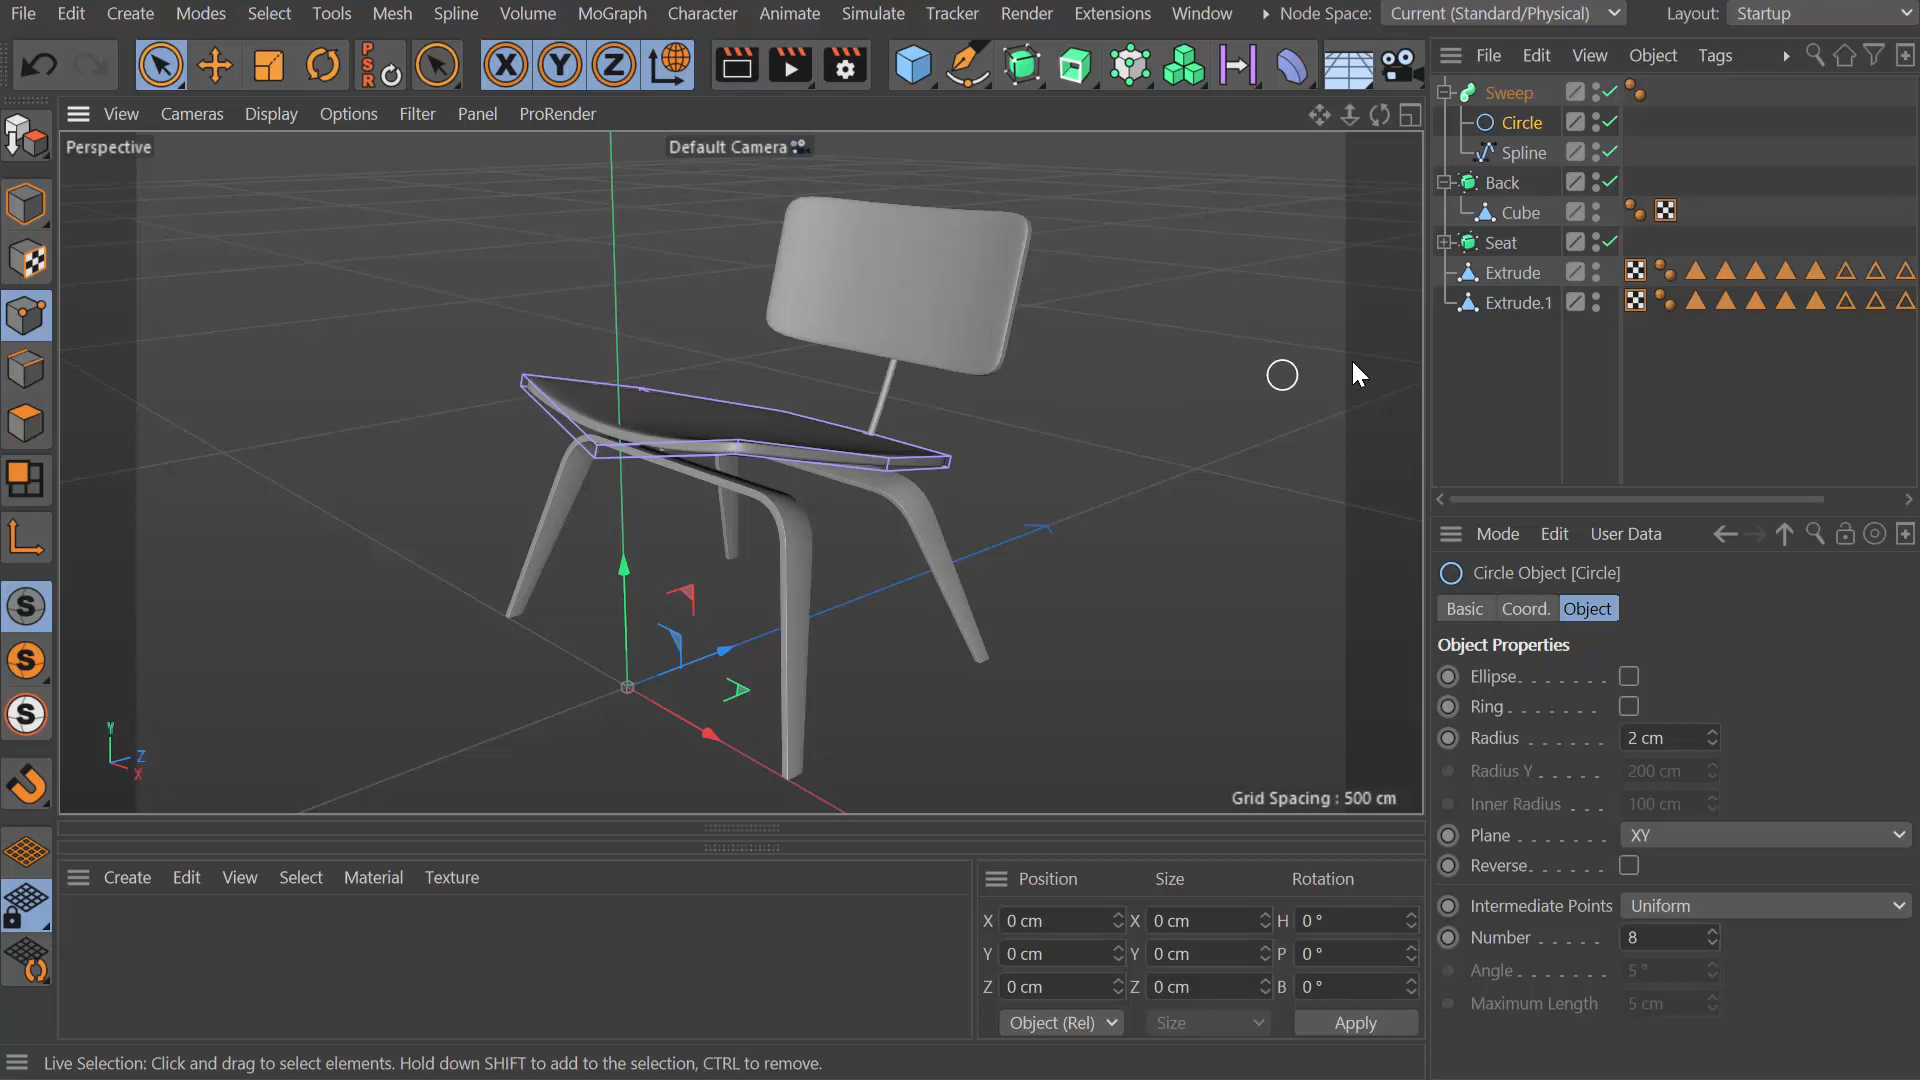 File Edit Create Modes Select Tools Mesh Spline Volume MoGraph Character Animate Simulate Tracker Render Extensions Window Node Space: Current (Standard/Physical) Layout: Startup
PSR X Y Z
File Edit View Object Tags
View Cameras Display Options Filter Panel ProRender
Perspective
Default Camera
Sweep
Circle
Spline
Back
Cube
Seat
Extrude
Extrude.1
S
S
S
Y
Z
X
Grid Spacing : 500 cm
Mode Edit User Data
Circle Object [Circle]
Basic Coord. Object
Object Properties
Ellipse
Ring
Radius 2 cm
Radius Y 200 cm
Inner Radius 100 cm
Plane XY
Reverse
Intermediate Points Uniform
Number 8
Angle 5 °
Maximum Length 5 cm
Create Edit View Select Material Texture
Position Size Rotation
X 0 cm X 0 cm H 0 °
Y 0 cm Y 0 cm P 0 °
Z 0 cm Z 0 cm B 0 °
Object (Rel) Size Apply
Live Selection: Click and drag to select elements. Hold down SHIFT to add to the selection, CTRL to remove.